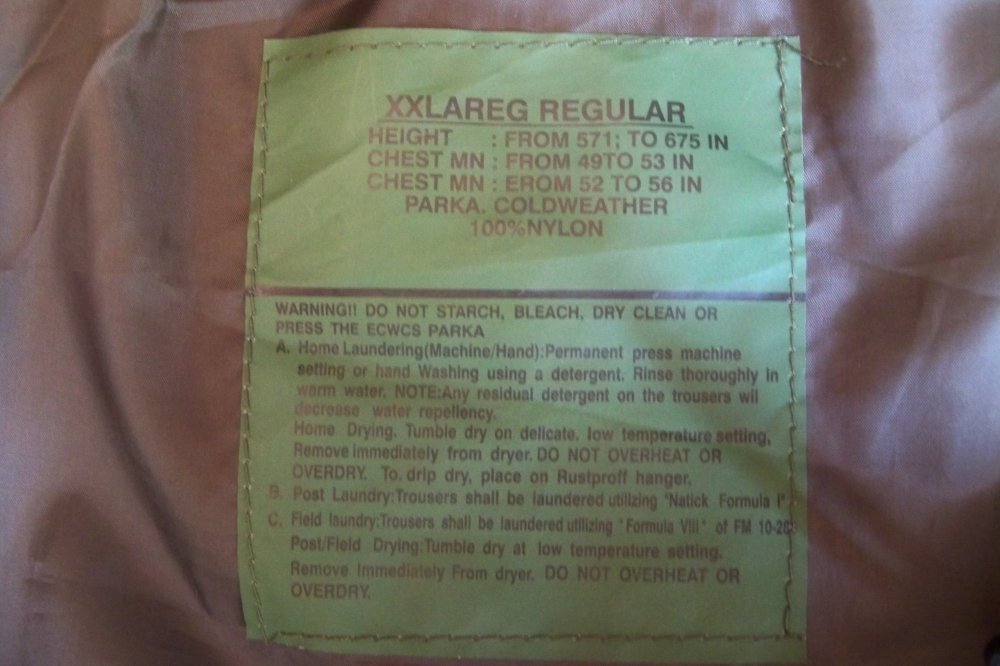 XXLAREG REGULAR
HEIGHT : FROM 571; TO 675 IN
CHEST MN : FROM 49TO 53 IN
CHEST MN : EROM 52 TO 56 IN
PARKA. COLDWEATHER
100%NYLON
WARNING!! DO NOT STARCH, BLEACH, DRY CLEAN OR
PRESS THE ECWCS PARKA
A. Home Laundering(Machine/Hand):Permanent press machine
setting or hand Washing using a detergent. Rinse thoroughly in
warm water. NOTE:Any residual detergent on the trousers wil
decrease water repellency.
Home Drying. Tumble dry on delicate, low temperature setting,
Remove immediately from dryer. DO NOT OVERHEAT OR
OVERDRY. To. drip dry, place on Rustproff hanger.
B. Post Laundry:Trousers shall be laundered utilizing "Natick Formula I"
C. Field laundry:Trousers shall be laundered utilizing "Formula VIII" of FM
Post/Field Drying:Tumble dry at low temperature setting.
Remove Immediately From dryer. DO NOT OVERHEAT OR
OVERDRY.